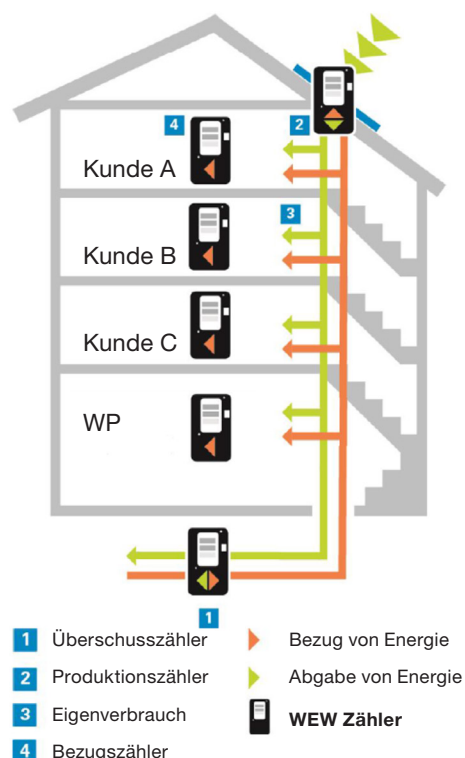 4
2
Kunde A
3
Kunde B
Kunde C
WP
1
1 Überschusszähler
Bezug von Energie
2 Produktionszähler
Abgabe von Energie
3 Eigenverbrauch
WEW Zähler
4 Bezugszähler